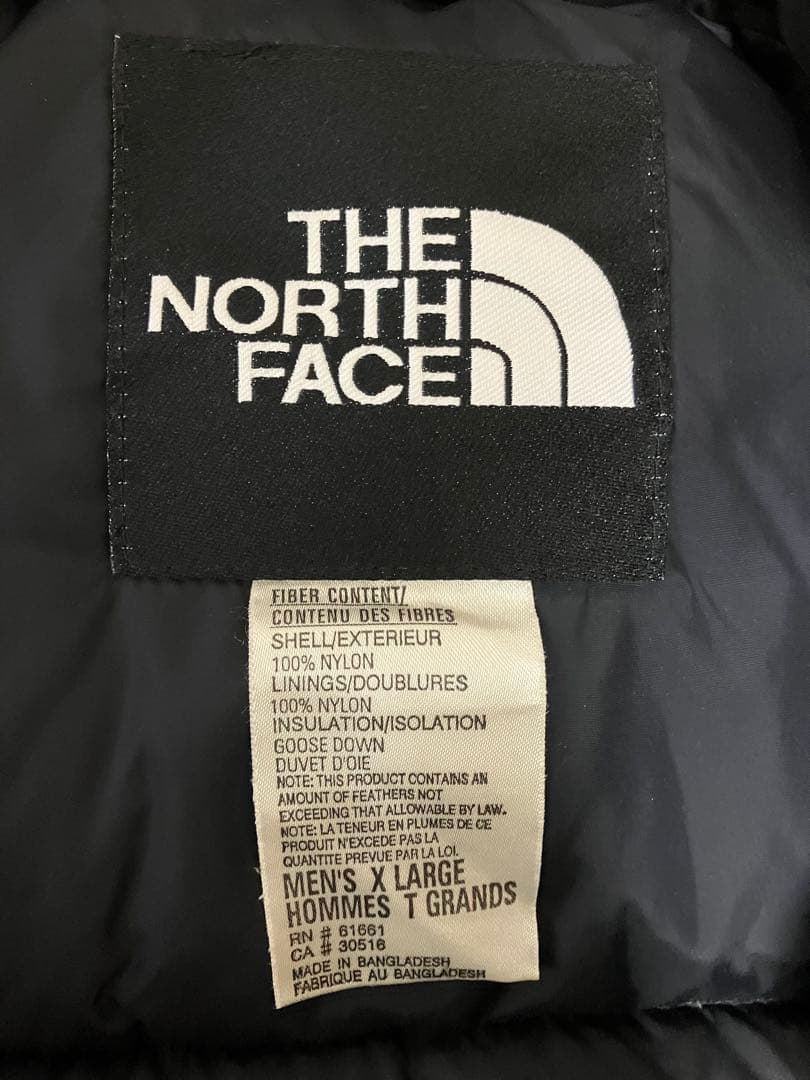 THE
NORTH
FACE
FIBER CONTENT/
CONTENU DES FIBRES
SHELL/EXTERIEUR
100% NYLON
LININGS/DOUBLURES
100% NYLON
INSULATION/ISOLATION
GOOSE DOWN
DUVET D'OIE
NOTE: THIS PRODUCT CONTAINS AN
AMOUNT OF FEATHERS NOT
EXCEEDING THAT ALLOWABLE BY LAW.
NOTE: LA TENEUR EN PLUMES DE CE
PRODUIT N'EXCEDE PAS LA
QUANTITE PREVUE PAR LA LOI.
MEN'S X LARGE
HOMMES T GRANDS
RN # 61661
CA # 30516
MADE IN BANGLADESH
FABRIQUE AU BANGLADESH